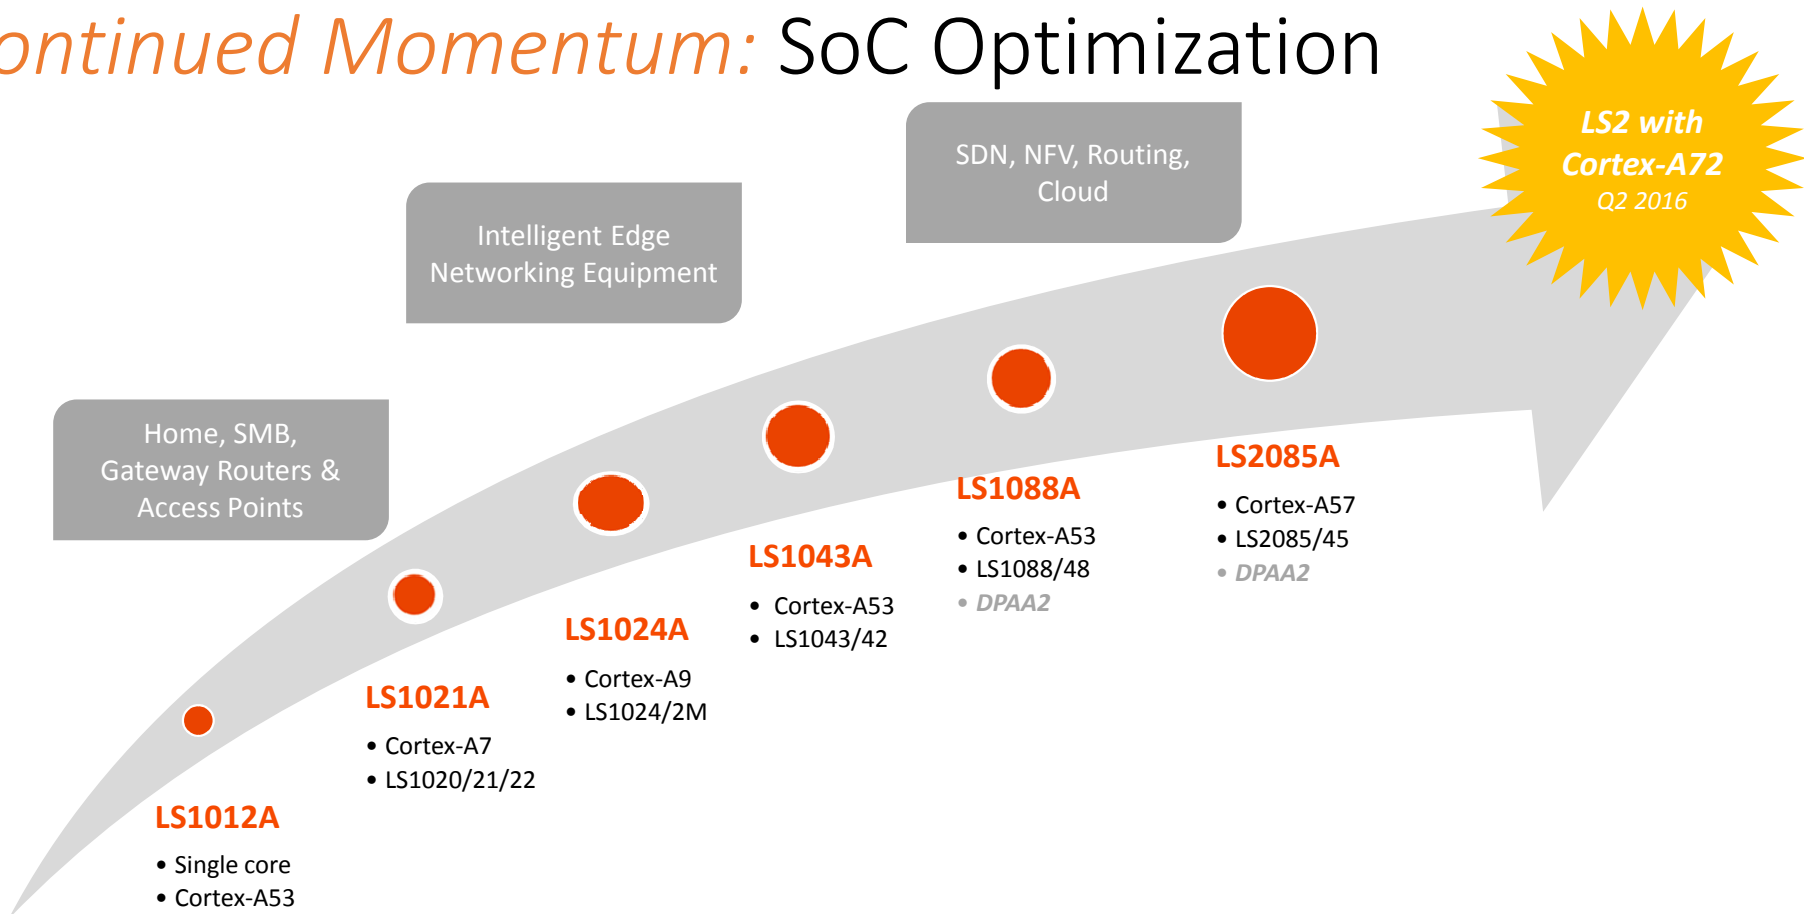 ontinued Momentum: SoC Optimization
LS2 with
Cortex-A72
Q2 2016
SDN, NFV, Routing,
Cloud
Intelligent Edge
Networking Equipment
Home, SMB,
Gateway Routers &
Access Points
LS2085A
• Cortex-A57
• LS2085/45
• DPAA2
LS1088A
• Cortex-A53
• LS1088/48
• DPAA2
LS1043A
• Cortex-A53
• LS1043/42
LS1024A
• Cortex-A9
• LS1024/2M
LS1021A
• Cortex-A7
• LS1020/21/22
LS1012A
• Single core
• Cortex-A53